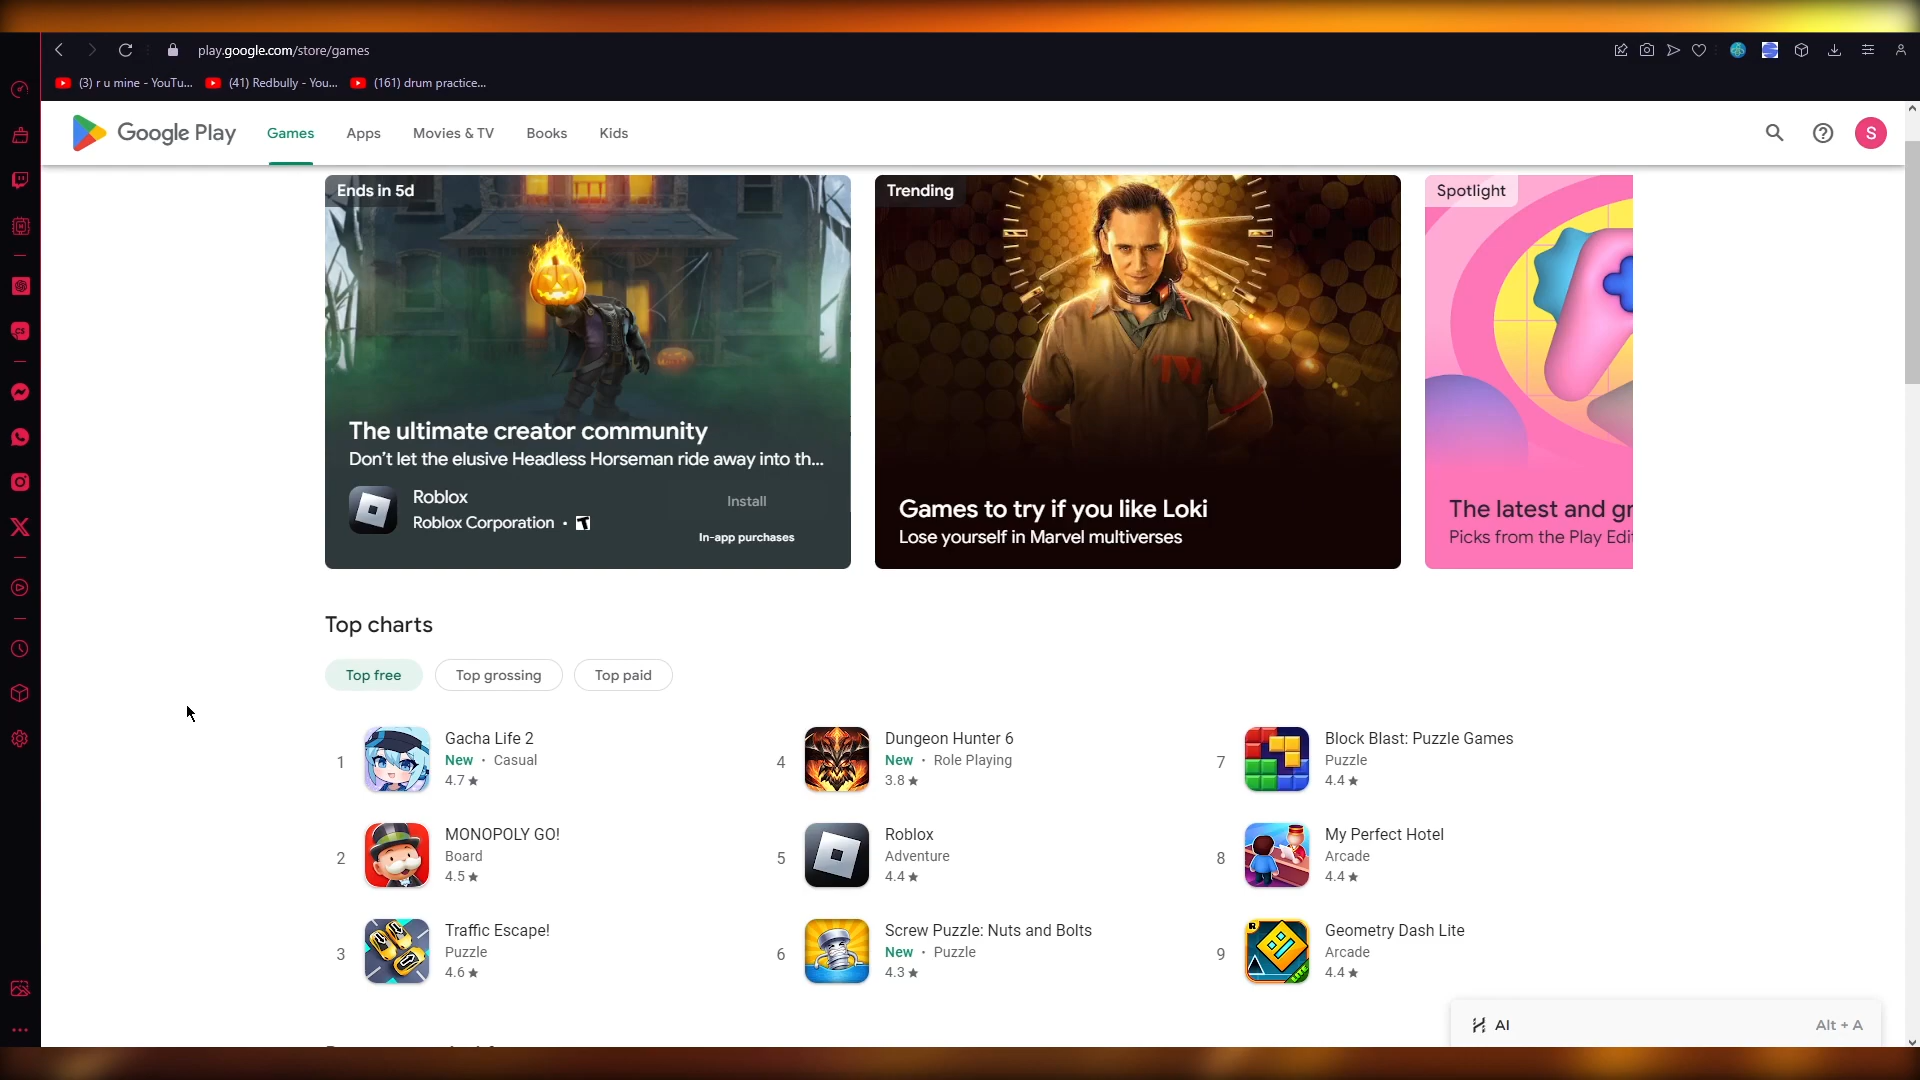 play.google.com/store/games
(3) r u mine - YouTu...
(41) Redbully - You...
(161) drum practice...
Google Play
Games
Apps
Movies & TV
Books
Kids
S
Ends in 5d
The ultimate creator community
Don't let the elusive Headless Horseman ride away into th...
Roblox
Roblox Corporation • T
Install
In-app purchases
Trending
Games to try if you like Loki
Lose yourself in Marvel multiverses
Spotlight
The latest and gr
Picks from the Play Edi
Top charts
Top free
Top grossing
Top paid
1
Gacha Life 2
New • Casual
4.7 ★
2
MONOPOLY GO!
Board
4.5 ★
3
Traffic Escape!
Puzzle
4.6 ★
4
Dungeon Hunter 6
New • Role Playing
3.8 ★
5
Roblox
Adventure
4.4 ★
6
Screw Puzzle: Nuts and Bolts
New • Puzzle
4.3 ★
7
Block Blast: Puzzle Games
Puzzle
4.4 ★
8
My Perfect Hotel
Arcade
4.4 ★
9
Geometry Dash Lite
Arcade
4.4 ★
AI
Alt + A